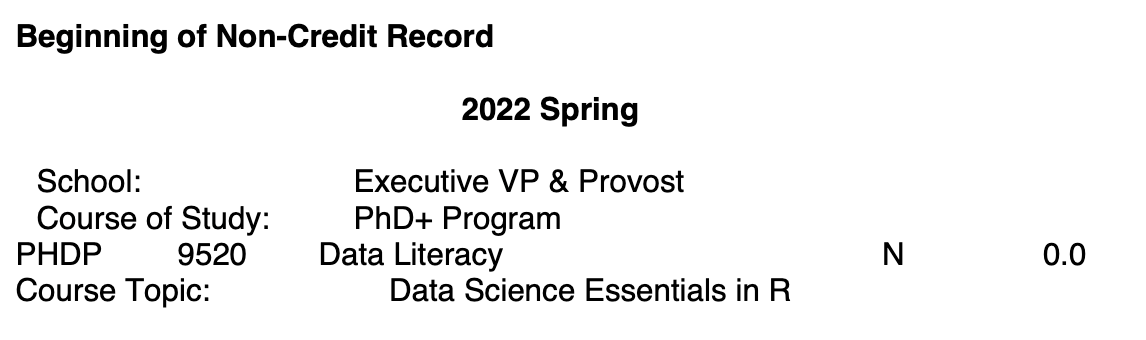 Beginning of Non-Credit Record
2022 Spring
School: Executive VP & Provost
Course of Study: PhD+ Program
PHDP 9520 Data Literacy N 0.0
Course Topic: Data Science Essentials in R